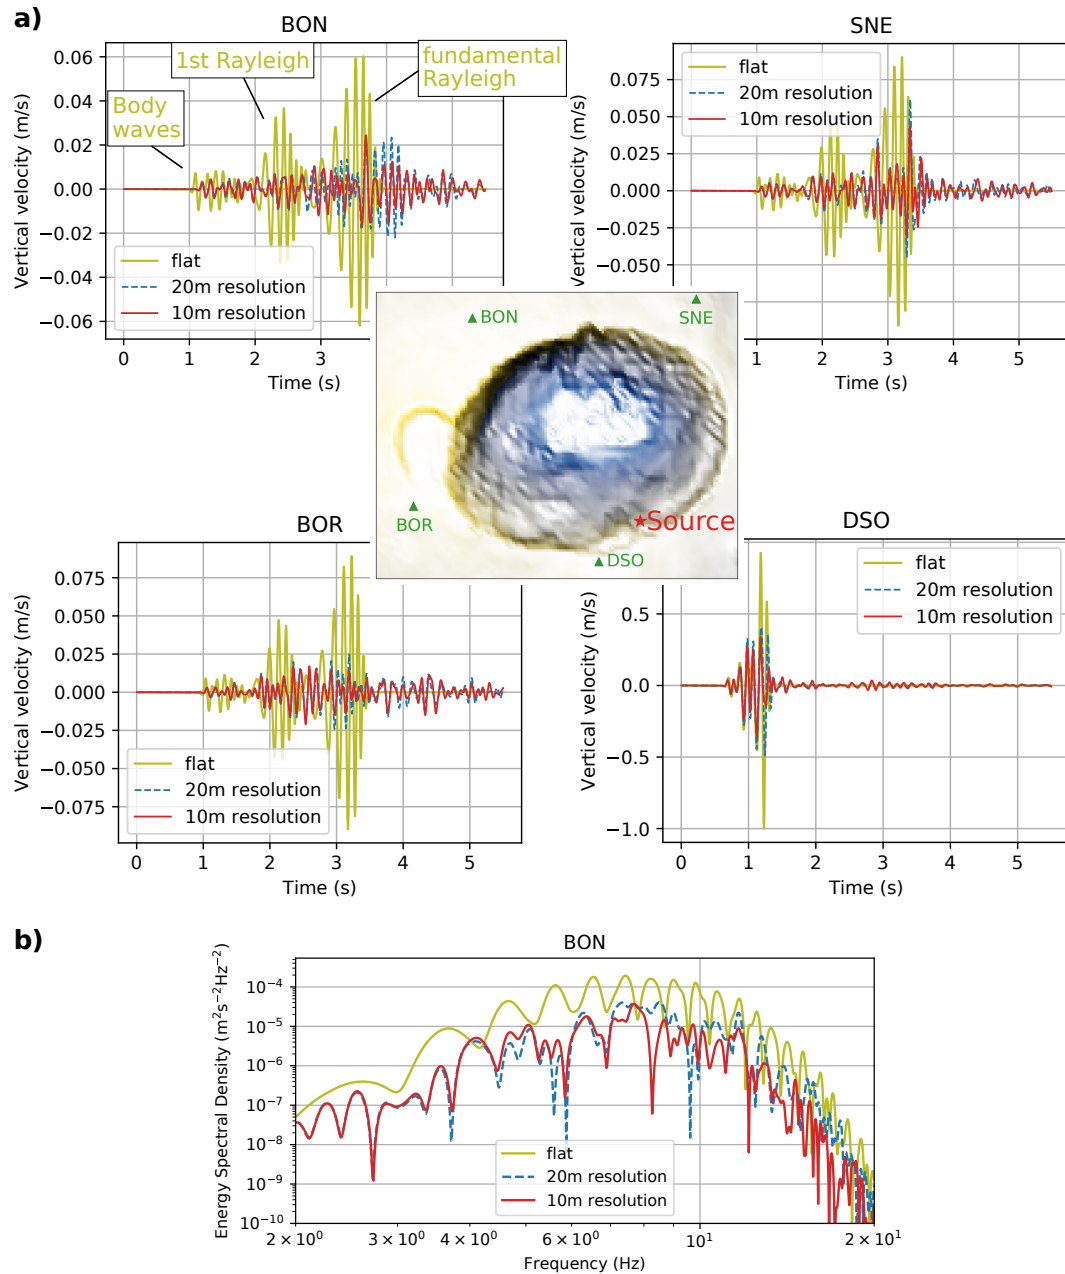 a)
BON
Vertical velocity (m/s)
0.06
0.04
0.02
0.00
−0.02
−0.04
−0.06
Body
waves
1st Rayleigh
fundamental
Rayleigh
flat
20m resolution
10m resolution
0 1 2 3
Time (s)
SNE
Vertical velocity (m/s)
0.075
0.050
0.025
0.000
−0.025
−0.050
flat
20m resolution
10m resolution
1 2 3 4 5
Time (s)
BON
SNE
BOR
Source
DSO
BOR
Vertical velocity (m/s)
0.075
0.050
0.025
0.000
−0.025
−0.050
−0.075
flat
20m resolution
10m resolution
0 1 2 3 4 5
Time (s)
DSO
Vertical velocity (m/s)
0.5
0.0
−0.5
−1.0
flat
20m resolution
10m resolution
0 1 2 3 4 5
Time (s)
b)
BON
Energy Spectral Density (m²s⁻²Hz⁻²)
10⁻⁴
10⁻⁵
10⁻⁶
10⁻⁷
10⁻⁸
10⁻⁹
10⁻¹⁰
flat
20m resolution
10m resolution
2 × 10⁰ 3 × 10⁰ 4 × 10⁰ 6 × 10⁰ 10¹ 2 × 10¹
Frequency (Hz)